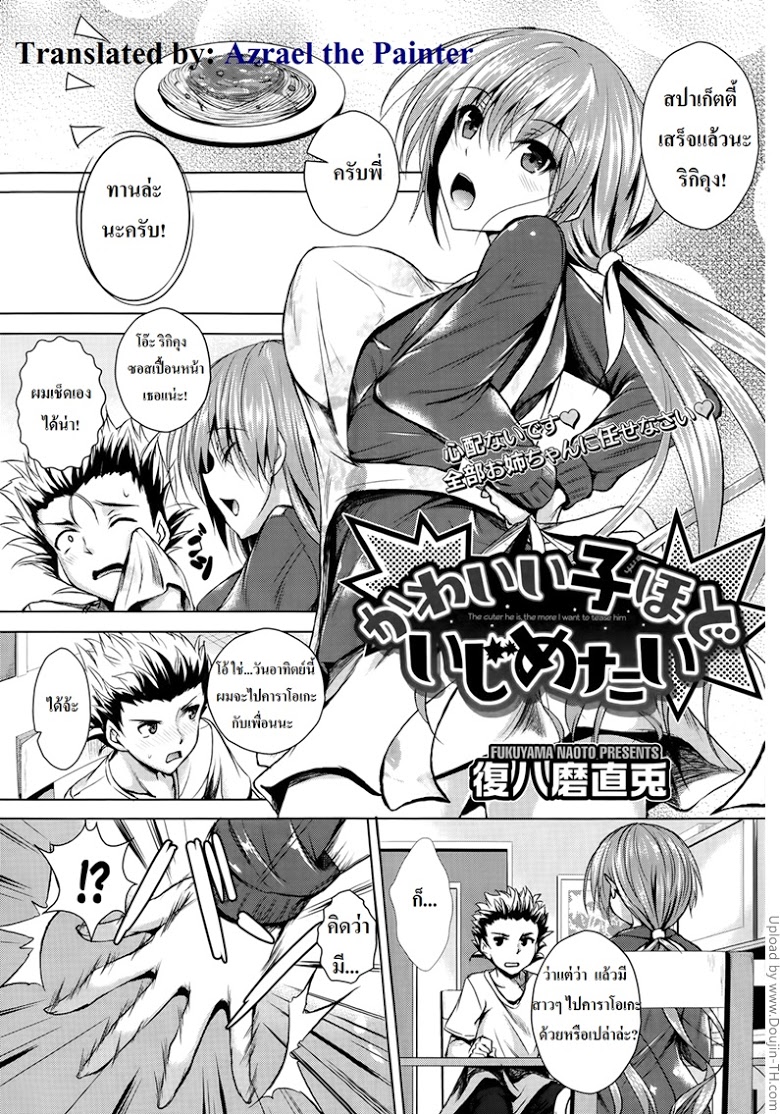 Translated by: Azrael the Painter
สปาเก็ตตี้
เสร็จแล้วนะ
ริกิคุง!
ครับพี่
ทานล่ะ
นะครับ!
โอ๊ะ ริกิคุง
ซอสเปื้อนหน้า
เธอแน่ะ!
ผมเช็ดเอง
ได้น่า!
心配ないです♡
全部お姉ちゃんに任せなさい♡
かわいい子ほど
The cuter he is the more I want to tease him
いじめたい
FUKUYAMA NAOTO PRESENTS
復八磨直兎
โอ้ ใช่...วันอาทิตย์นี้
ผมจะไปคาราโอเกะ
กับเพื่อนนะ
ได้จ้ะ
ว่าแต่ว่า แล้วมี
สาวๆ ไปคาราโอเกะ
ด้วยหรือเปล่าล่ะ?
ก็...
คิดว่า
มี...
!?
Upload by www.Doujin-TH.com